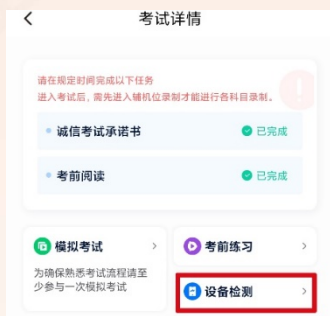 考试详情
请在规定时间完成以下任务
进入考试后，需先进入辅机位录制才能进行各科目录制。
诚信考试承诺书
已完成
考前阅读
已完成
模拟考试
考前练习
为确保熟悉考试流程请至
少参与一次模拟考试
设备检测